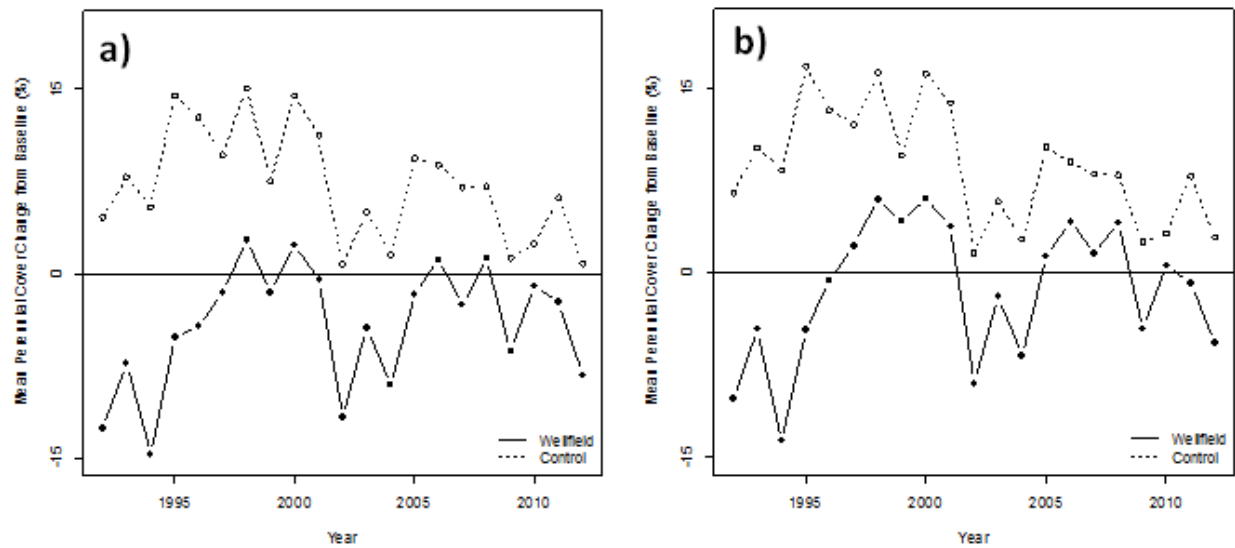 a)
Mean Perennial Cover Change from Baseline (%)
15
0
-15
Wellfield
Control
1995 2000 2005 2010
Year
b)
Mean Perennial Cover Change from Baseline (%)
15
0
-15
Wellfield
Control
1995 2000 2005 2010
Year